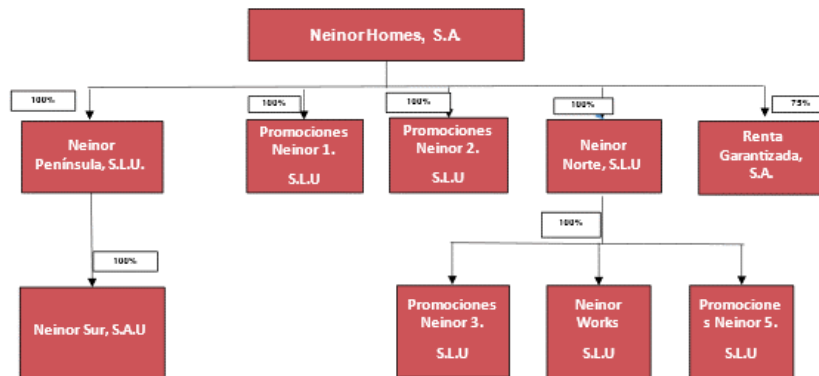 Neinor Homes, S.A.
100%
100%
100%
100%
75%
Neinor
Península, S.L.U.
Promociones
Neinor 1.
S.L.U
Promociones
Neinor 2.
S.L.U
Neinor
Norte, S.L.U
Renta
Garantizada,
S.A.
100%
100%
Neinor Sur, S.A.U
Promociones
Neinor 3.
S.L.U
Neinor
Works
S.L.U
Promocione
s Neinor 5.
S.L.U